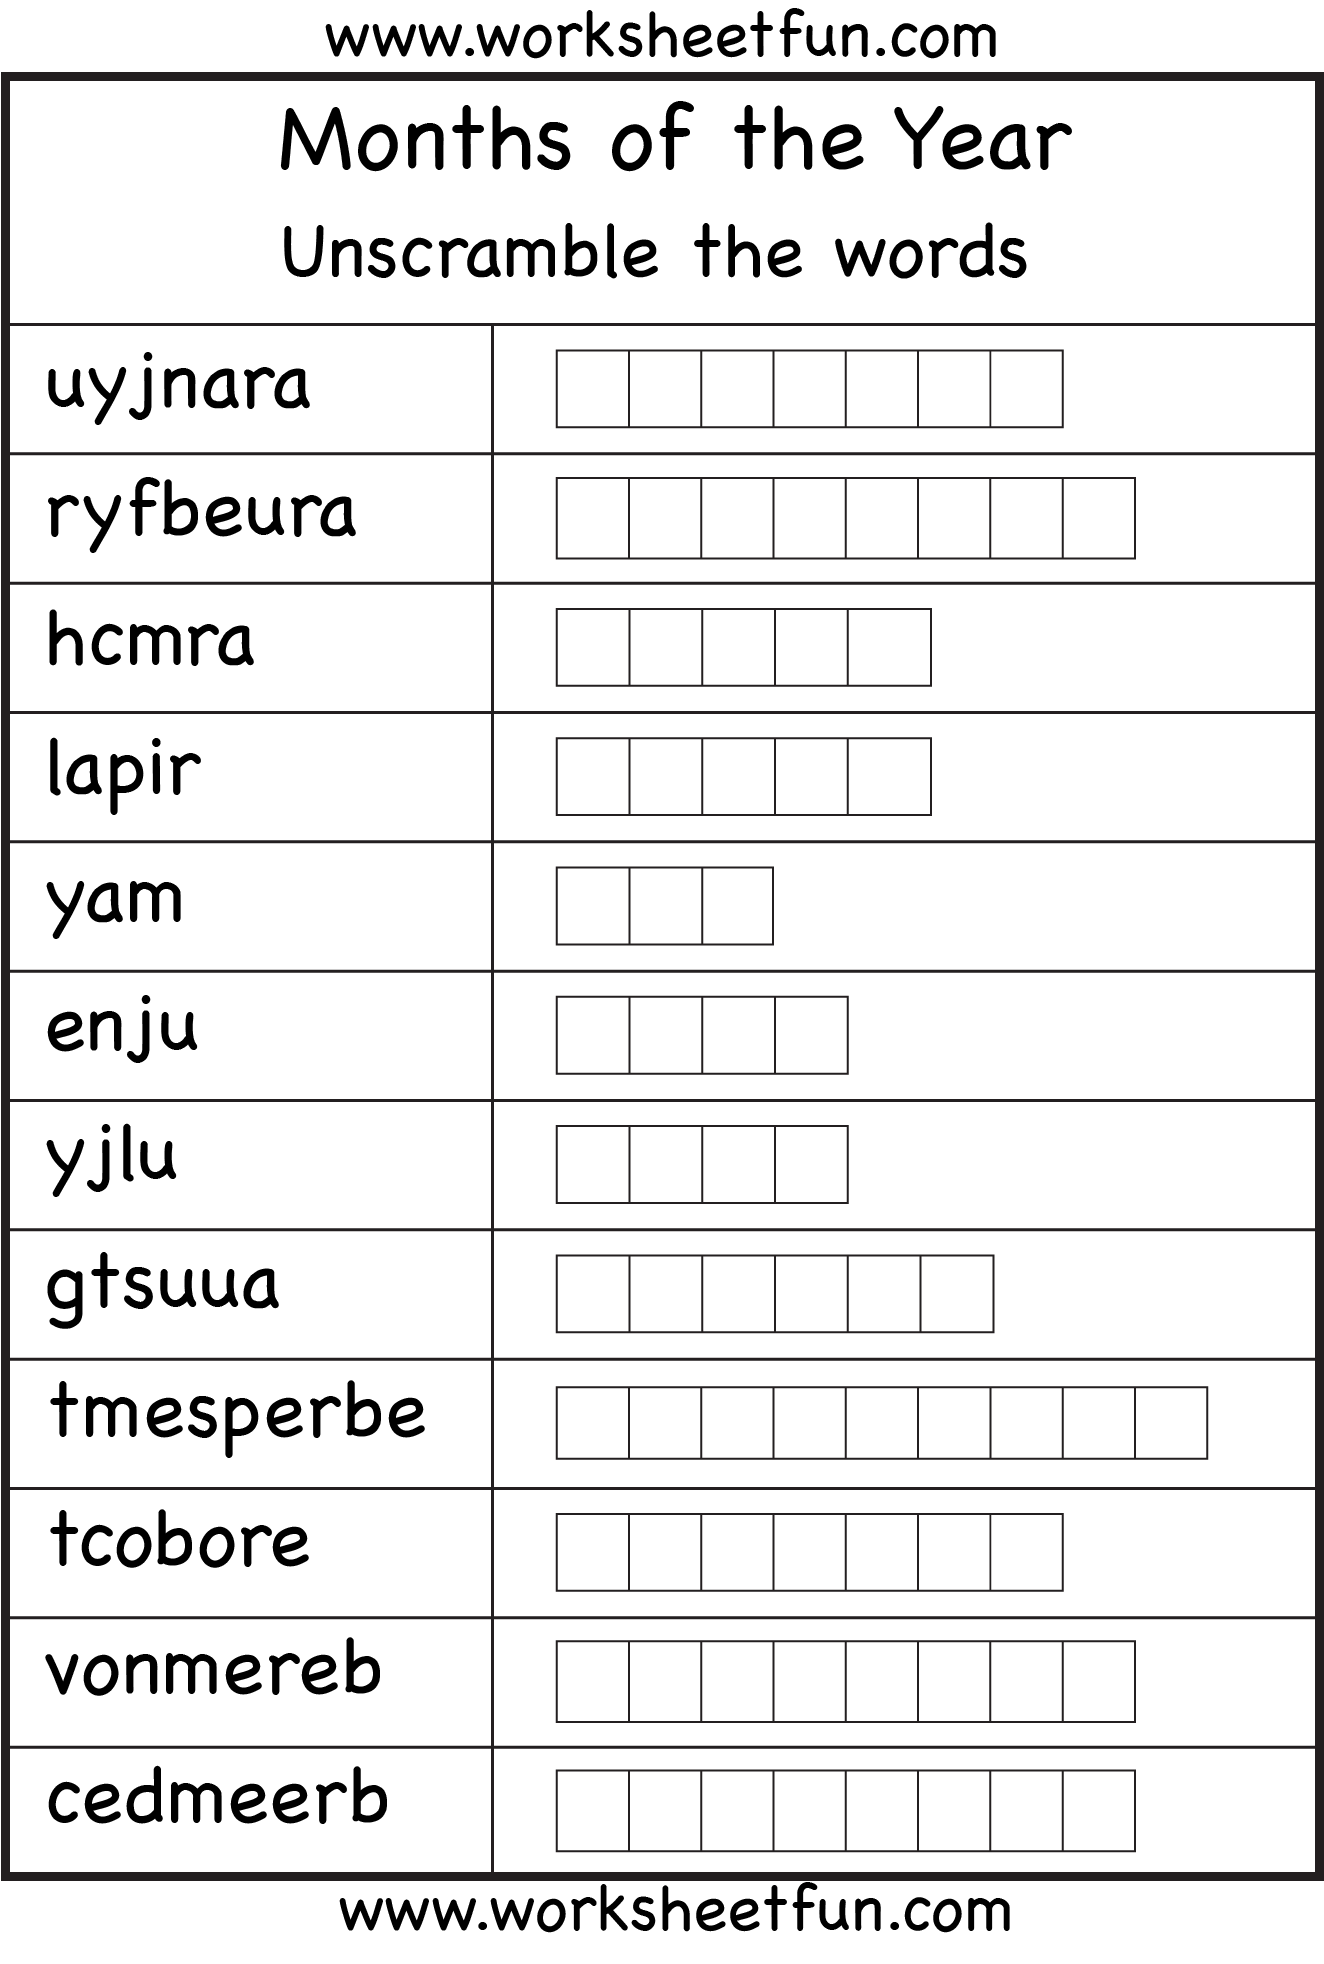 www.worksheetfun.com
Months of the Year
Unscramble the words
uyjnara
ryfbeura
hcmra
lapir
yam
enju
yjlu
gtsuua
tmesperbe
tcobore
vonmereb
cedmeerb
www.worksheetfun.com